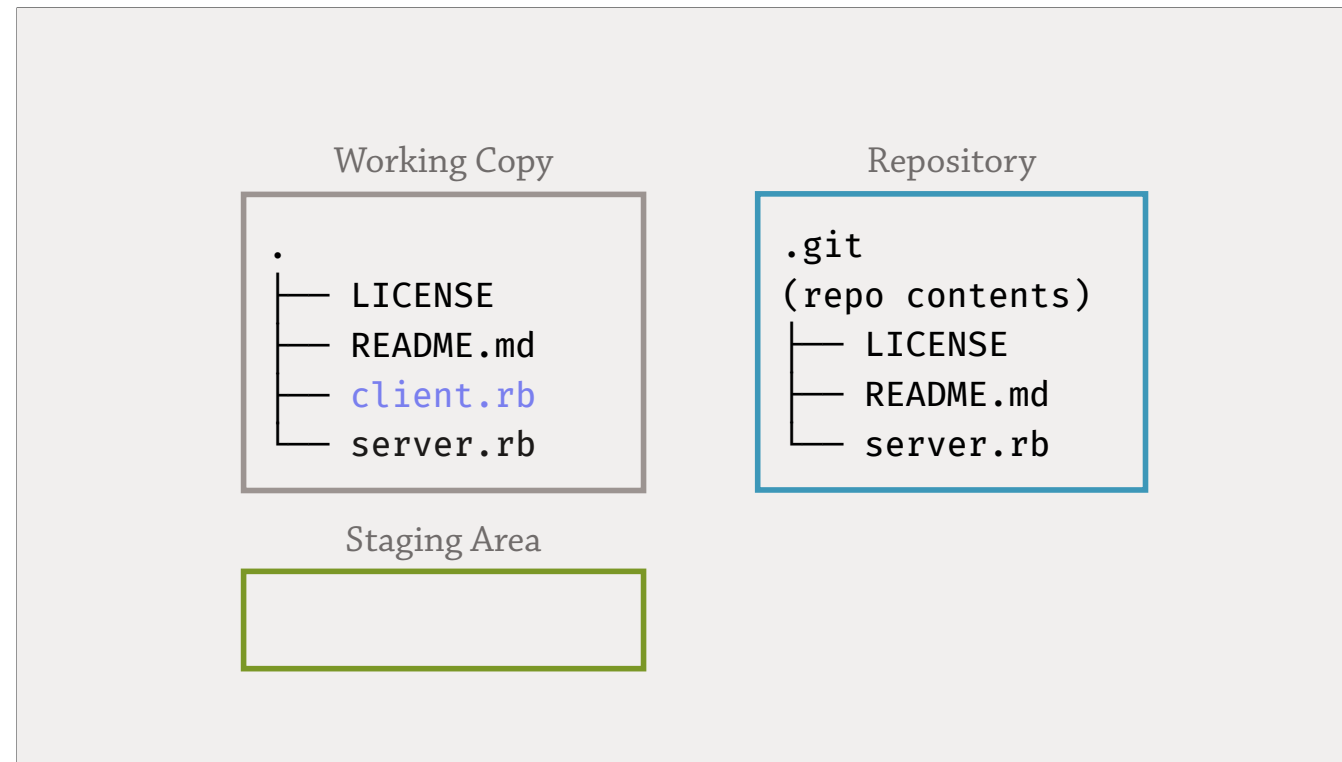 Working Copy
.
├── LICENSE
├── README.md
├── client.rb
└── server.rb
Repository
.git
(repo contents)
├── LICENSE
├── README.md
└── server.rb
Staging Area